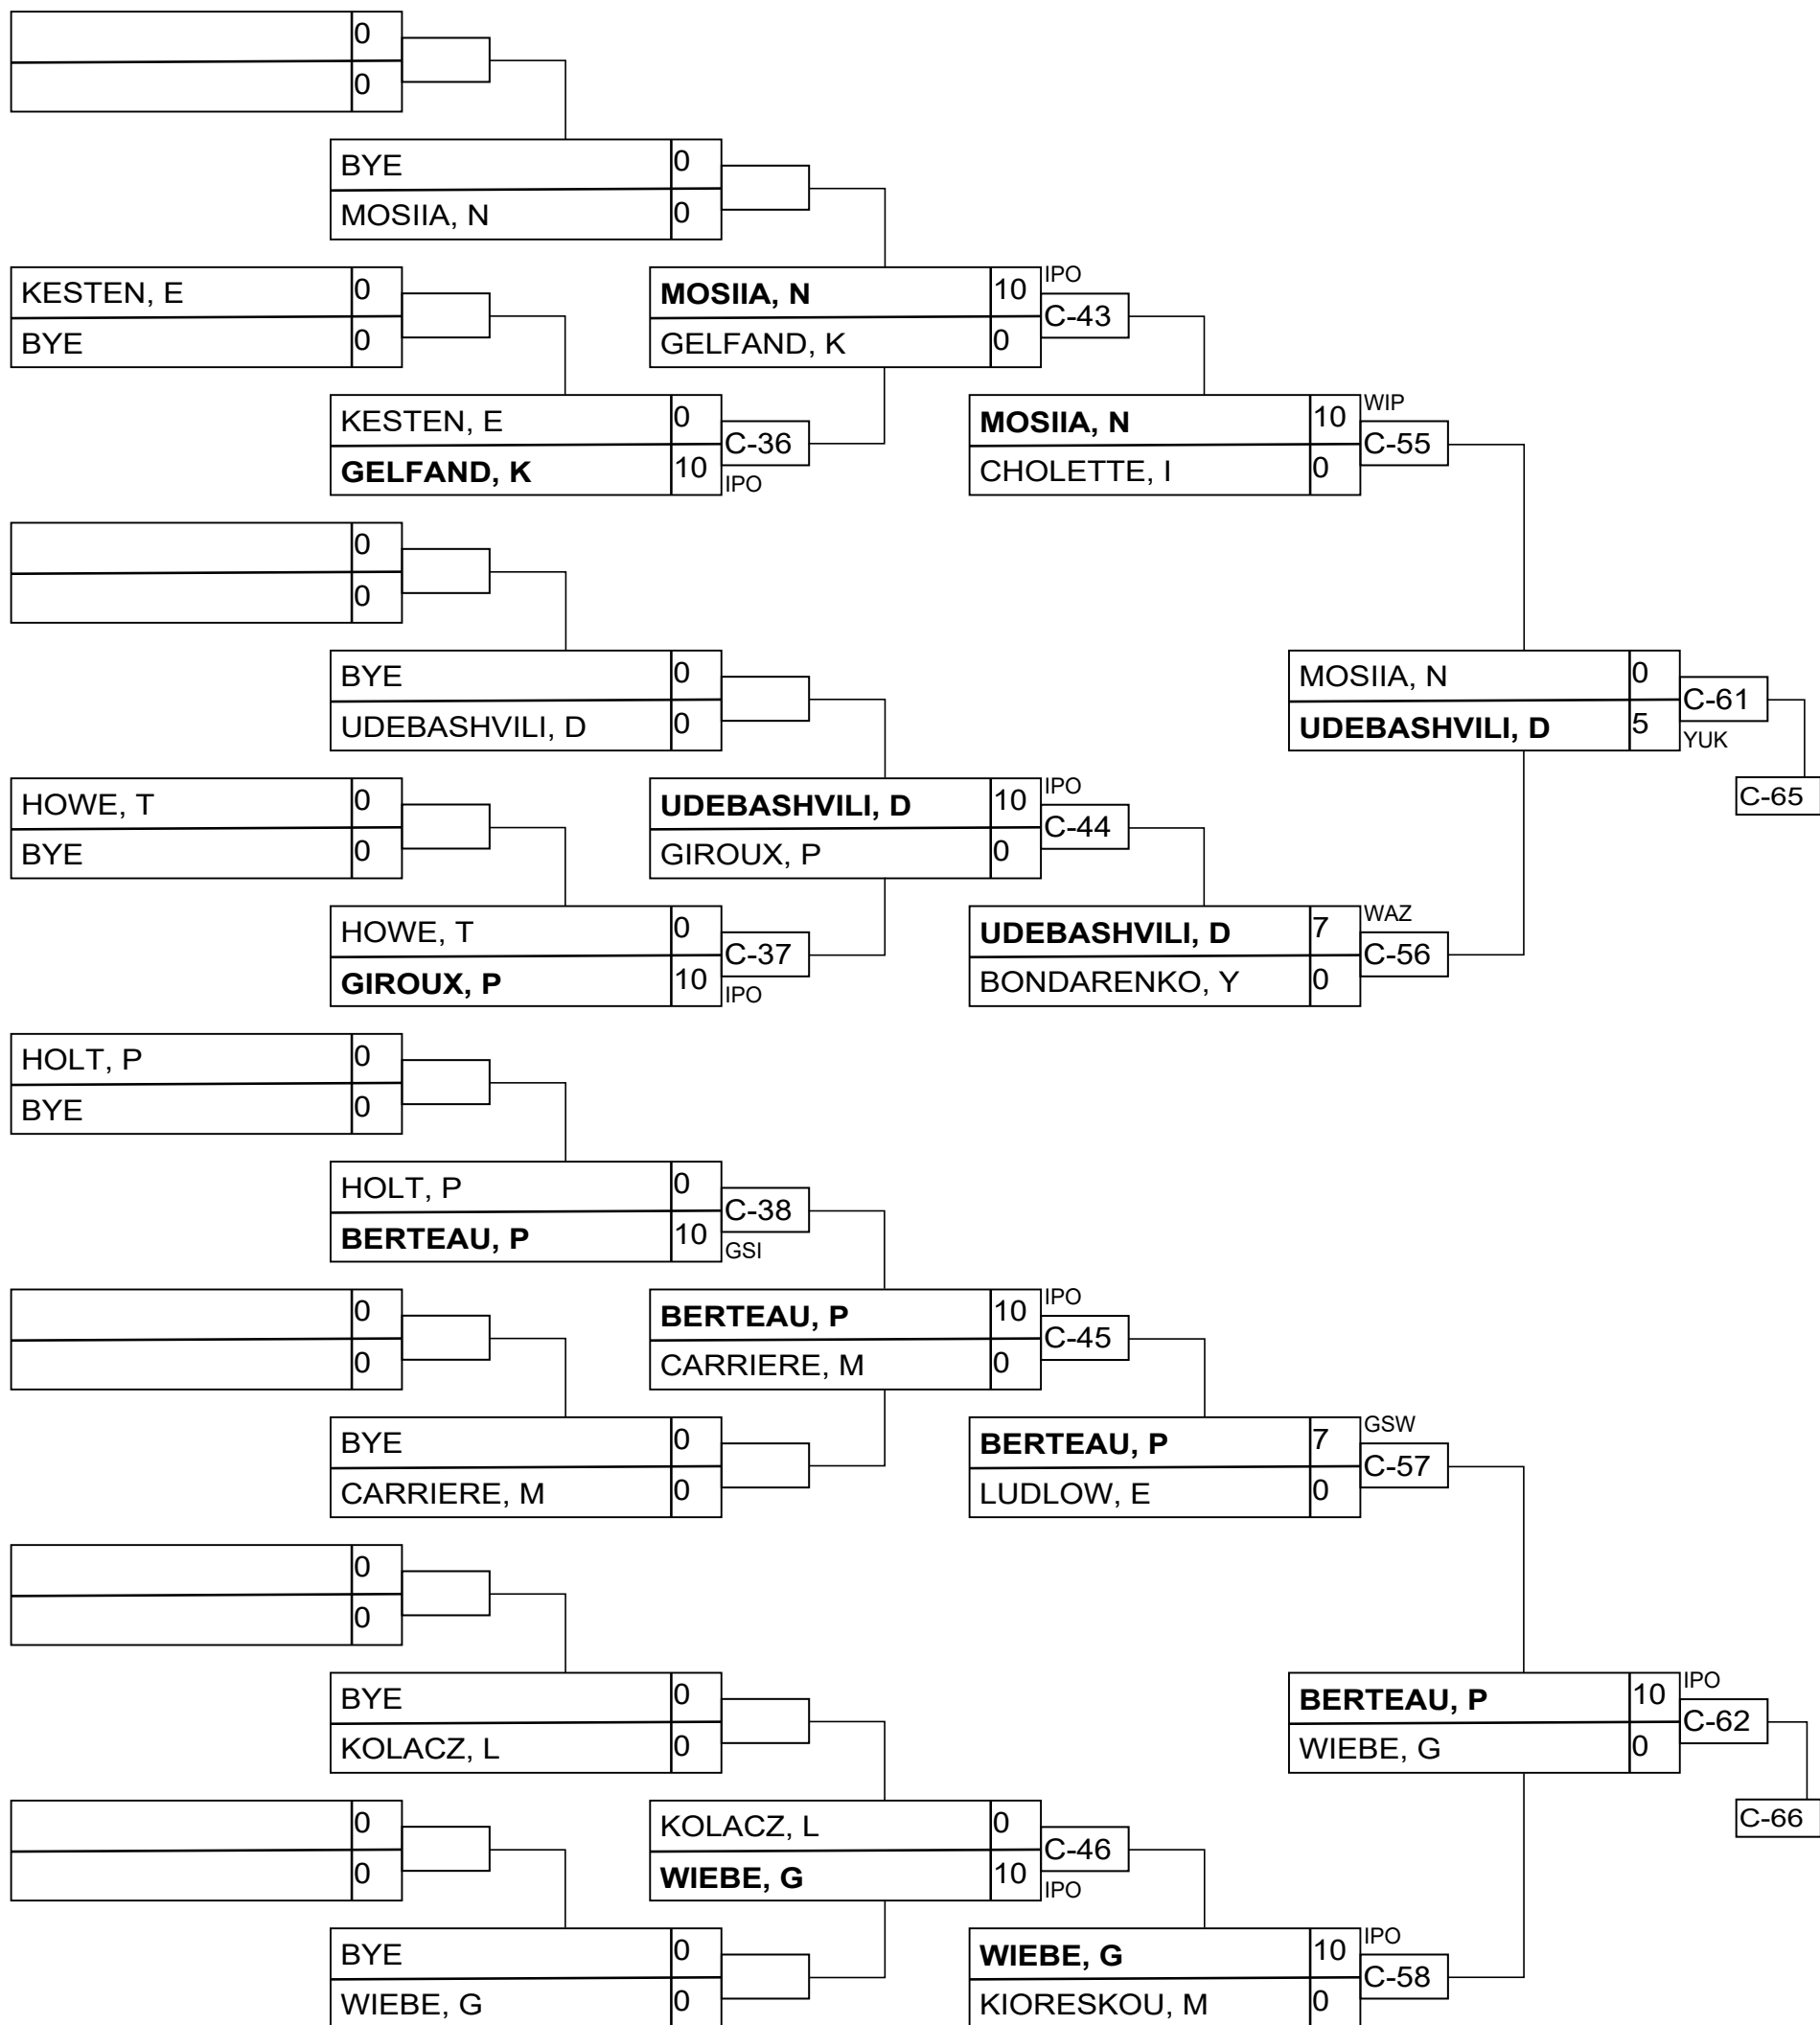 0
0
BYE 0
MOSIIA, N 0
KESTEN, E 0
BYE 0
MOSIIA, N 10 IPO
C-43
GELFAND, K 0
KESTEN, E 0
C-36
GELFAND, K 10 IPO
MOSIIA, N 10 WIP
C-55
CHOLETTE, I 0
0
0
BYE 0
UDEBASHVILI, D 0
MOSIIA, N 0
C-61
UDEBASHVILI, D 5 YUK
C-65
HOWE, T 0
BYE 0
UDEBASHVILI, D 10 IPO
C-44
GIROUX, P 0
HOWE, T 0
C-37
GIROUX, P 10 IPO
UDEBASHVILI, D 7 WAZ
C-56
BONDARENKO, Y 0
HOLT, P 0
BYE 0
HOLT, P 0
C-38
BERTEAU, P 10 GSI
0
0
BERTEAU, P 10 IPO
C-45
CARRIERE, M 0
BYE 0
CARRIERE, M 0
BERTEAU, P 7 GSW
C-57
LUDLOW, E 0
0
0
BYE 0
KOLACZ, L 0
BERTEAU, P 10 IPO
C-62
WIEBE, G 0
C-66
0
0
KOLACZ, L 0
C-46
WIEBE, G 10 IPO
BYE 0
WIEBE, G 0
WIEBE, G 10 IPO
C-58
KIORESKOU, M 0